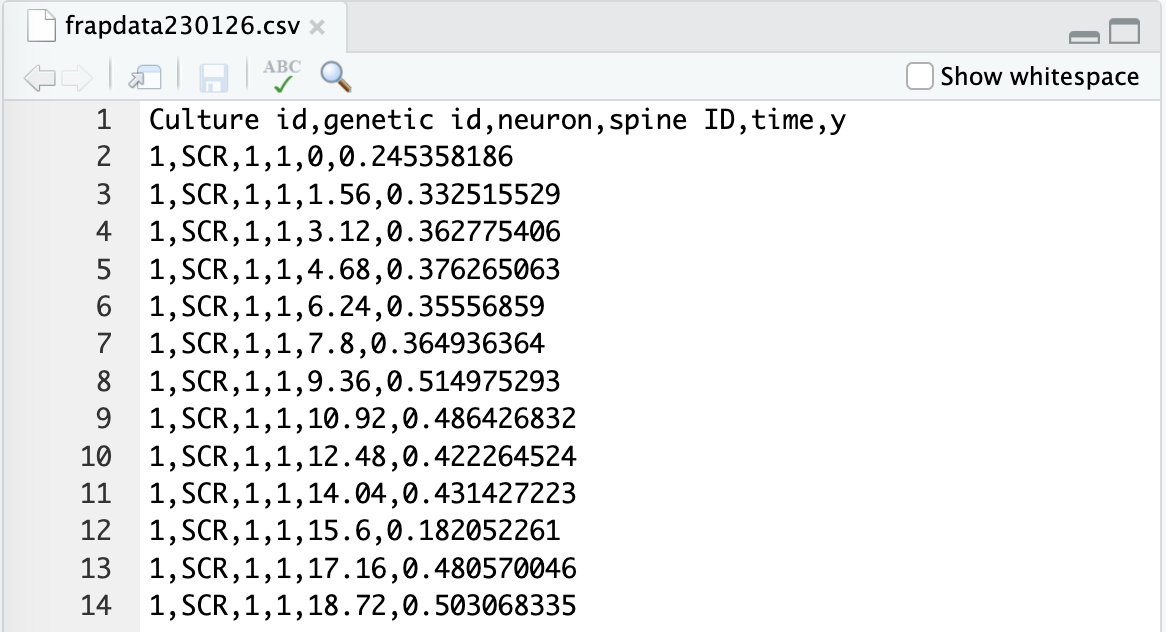 frapdata230126.csv
ABC
Show whitespace
1 Culture id,genetic id,neuron,spine ID,time,y
2 1,SCR,1,1,0,0.245358186
3 1,SCR,1,1,1.56,0.332515529
4 1,SCR,1,1,3.12,0.362775406
5 1,SCR,1,1,4.68,0.376265063
6 1,SCR,1,1,6.24,0.35556859
7 1,SCR,1,1,7.8,0.364936364
8 1,SCR,1,1,9.36,0.514975293
9 1,SCR,1,1,10.92,0.486426832
10 1,SCR,1,1,12.48,0.422264524
11 1,SCR,1,1,14.04,0.431427223
12 1,SCR,1,1,15.6,0.182052261
13 1,SCR,1,1,17.16,0.480570046
14 1,SCR,1,1,18.72,0.503068335